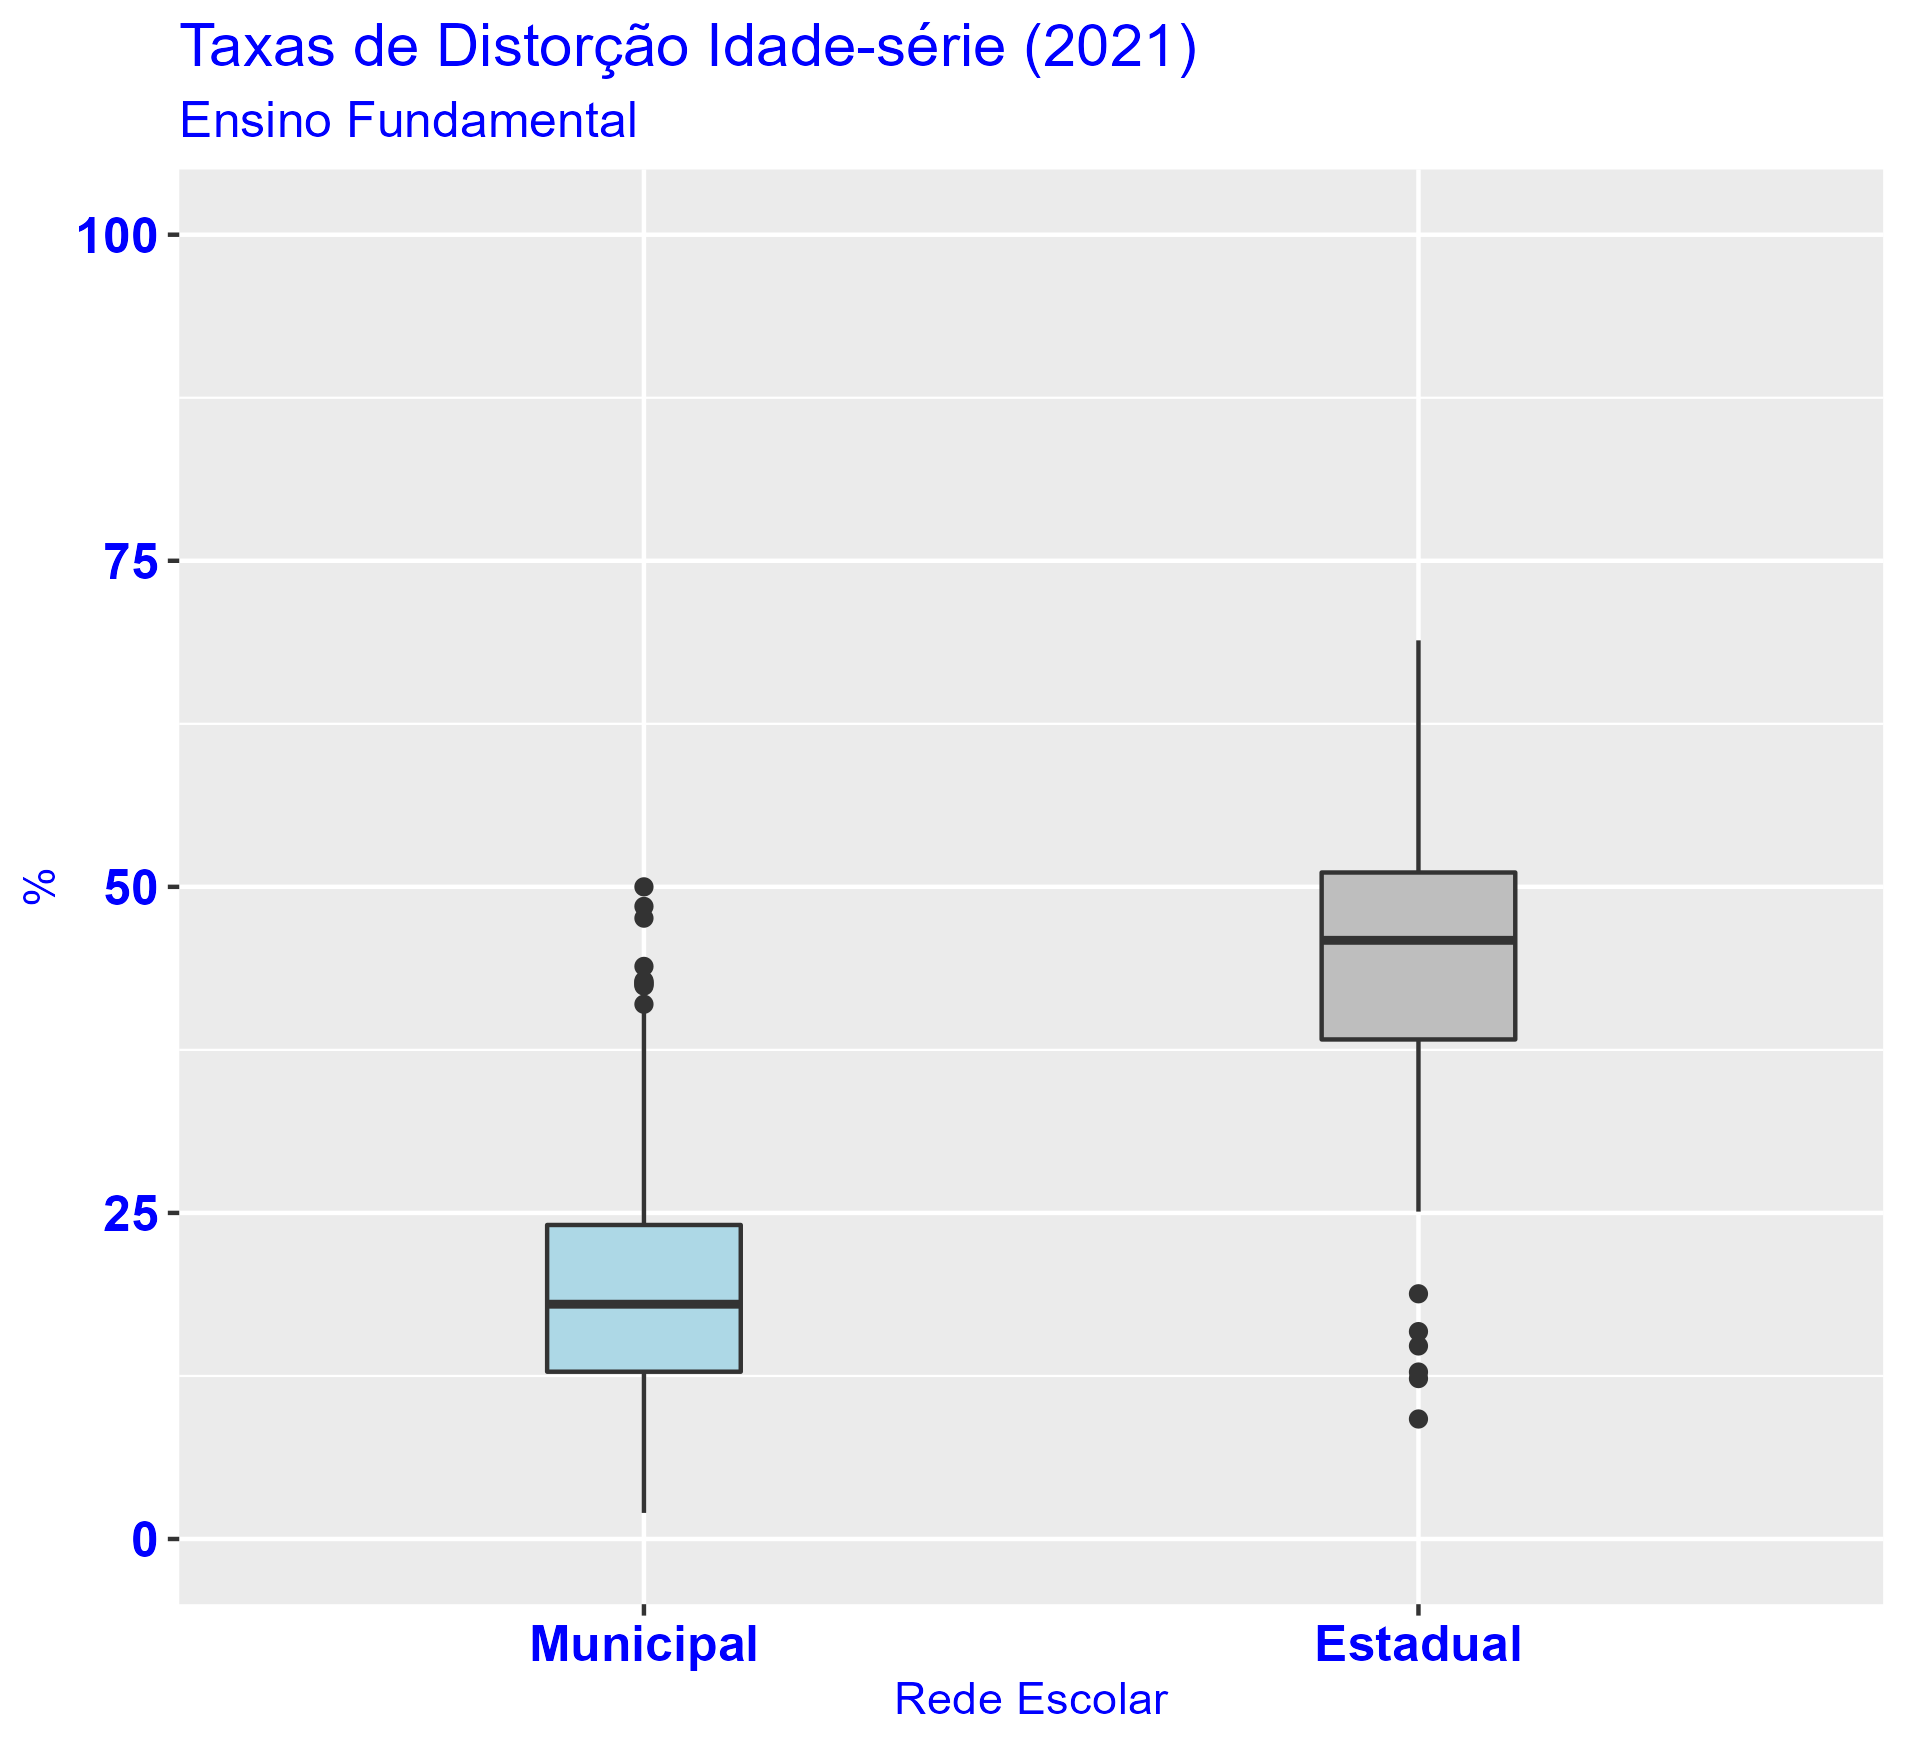 Taxas de Distorção Idade-série (2021)
Ensino Fundamental
100
75
50
25
0
%
Municipal
Estadual
Rede Escolar